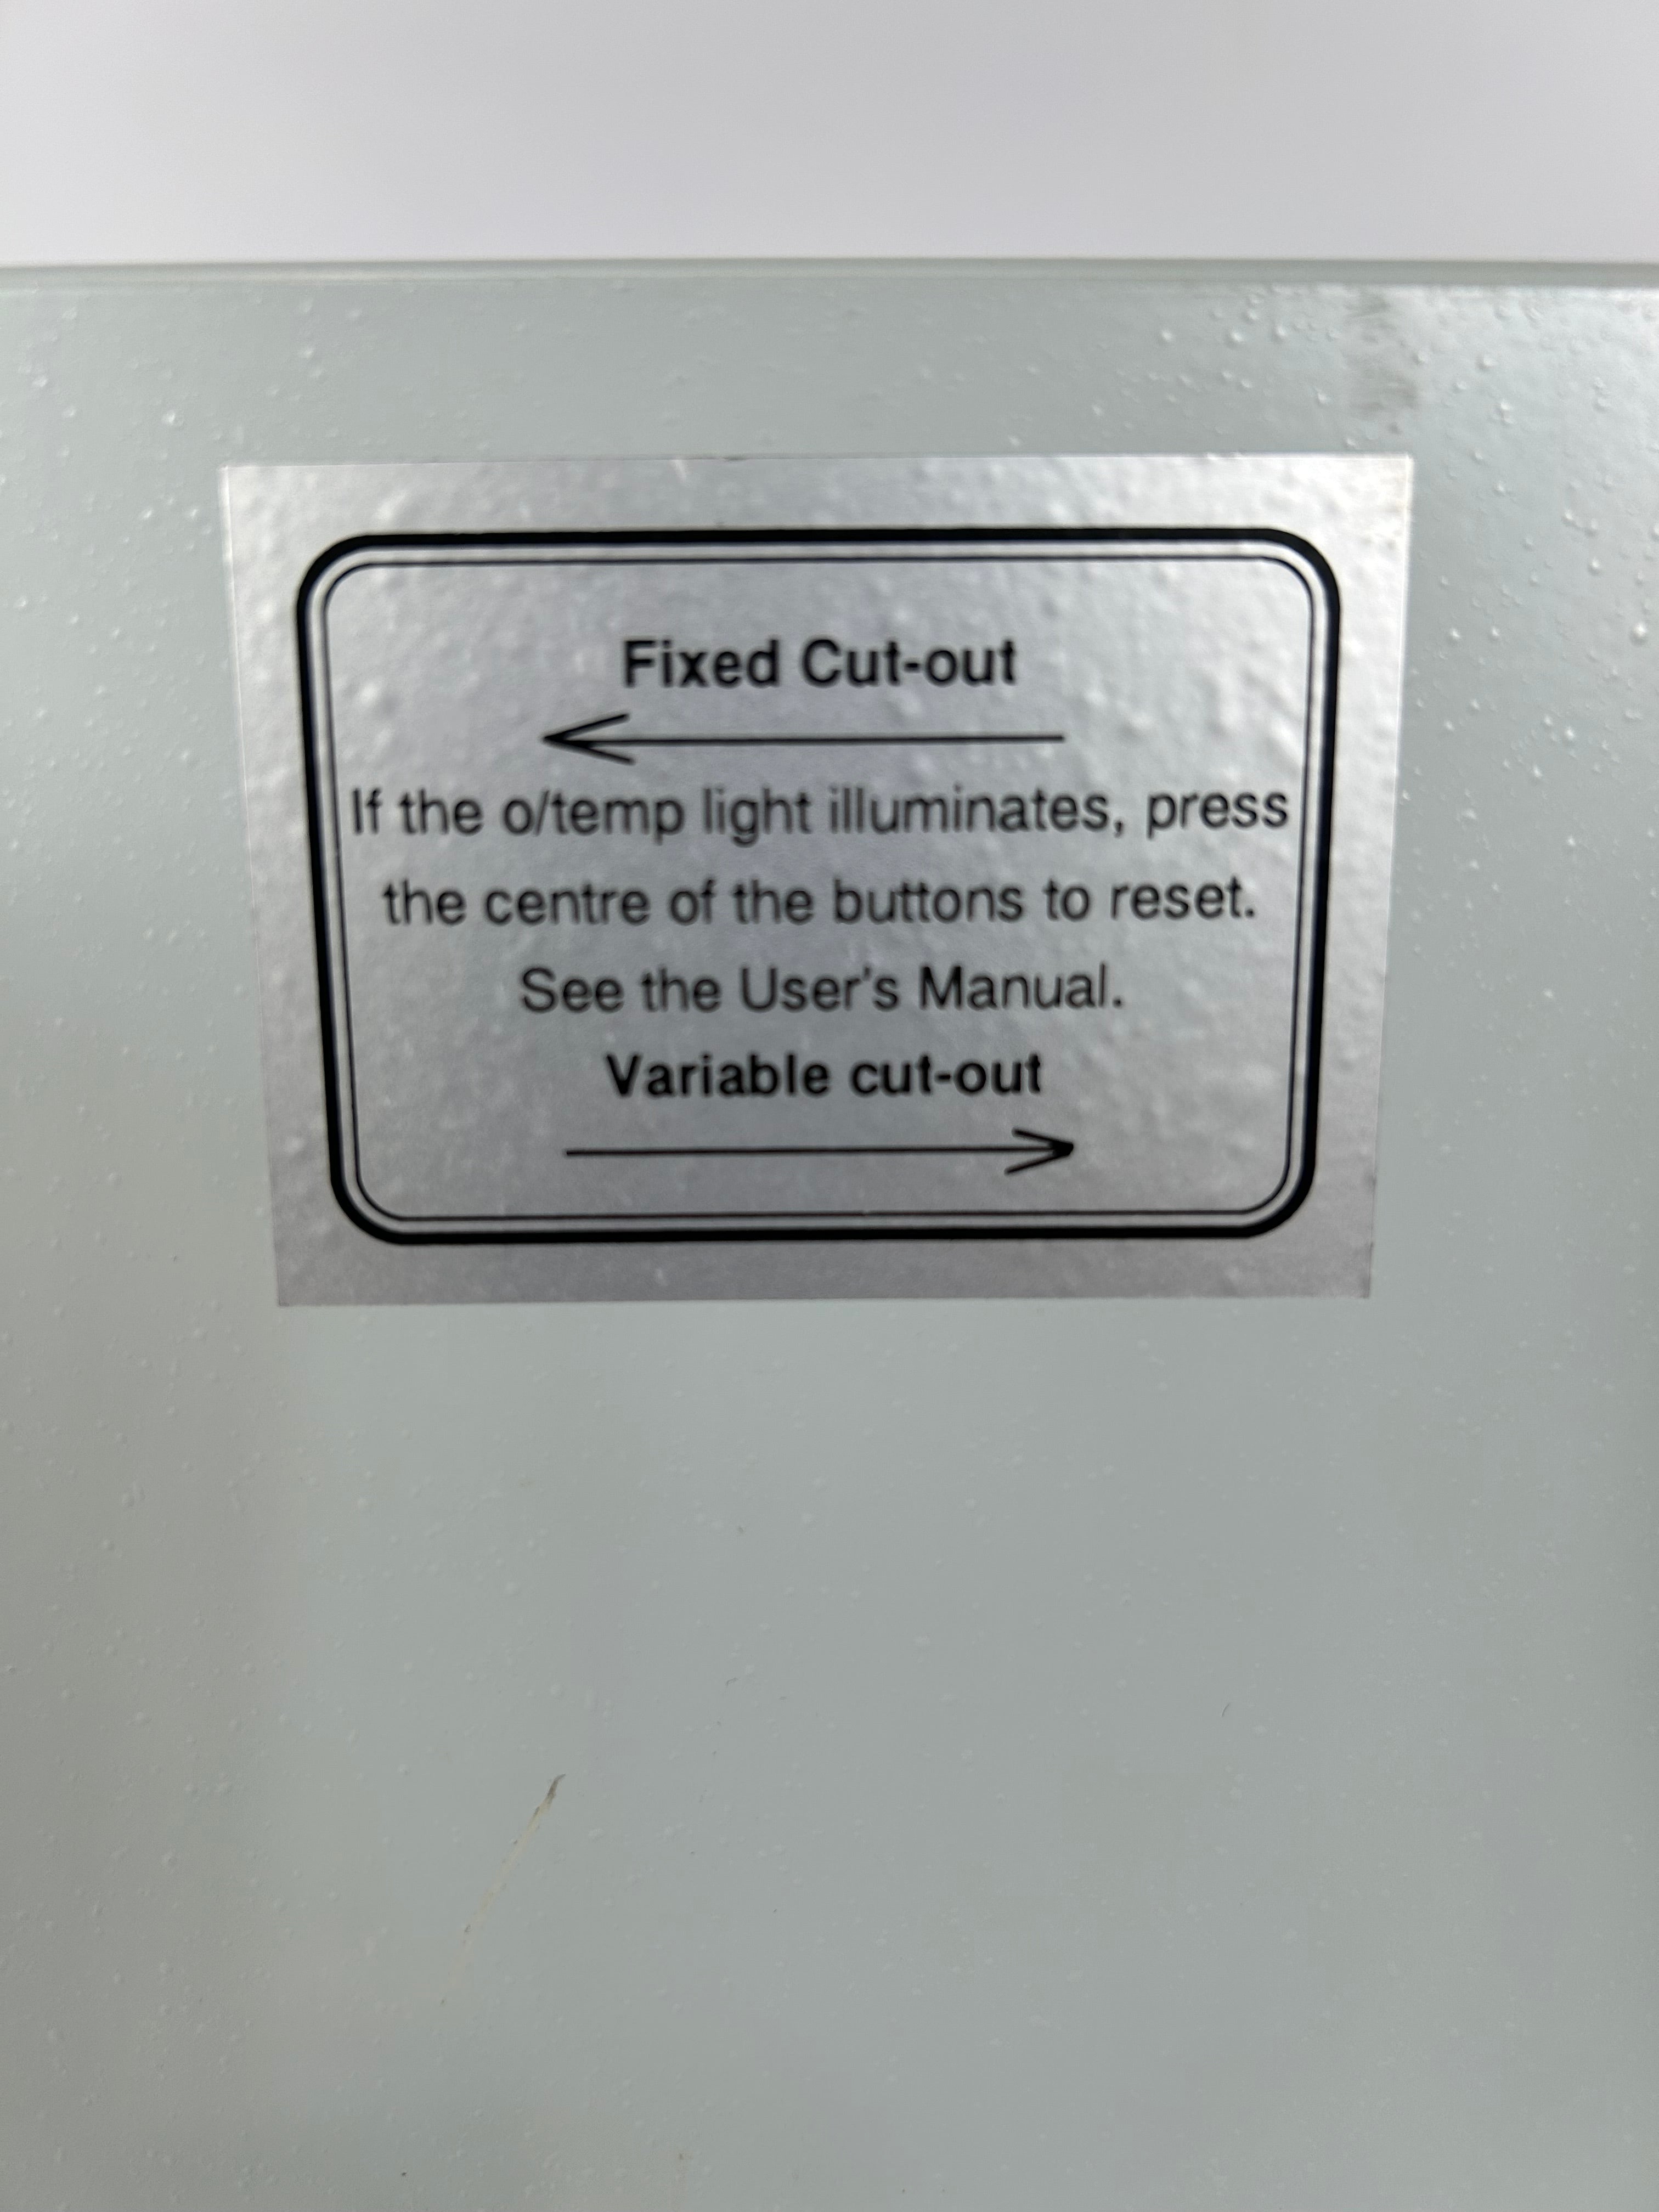 Fixed Cut-out
If the o/temp light illuminates, press
the centre of the buttons to reset.
See the User's Manual.
Variable cut-out